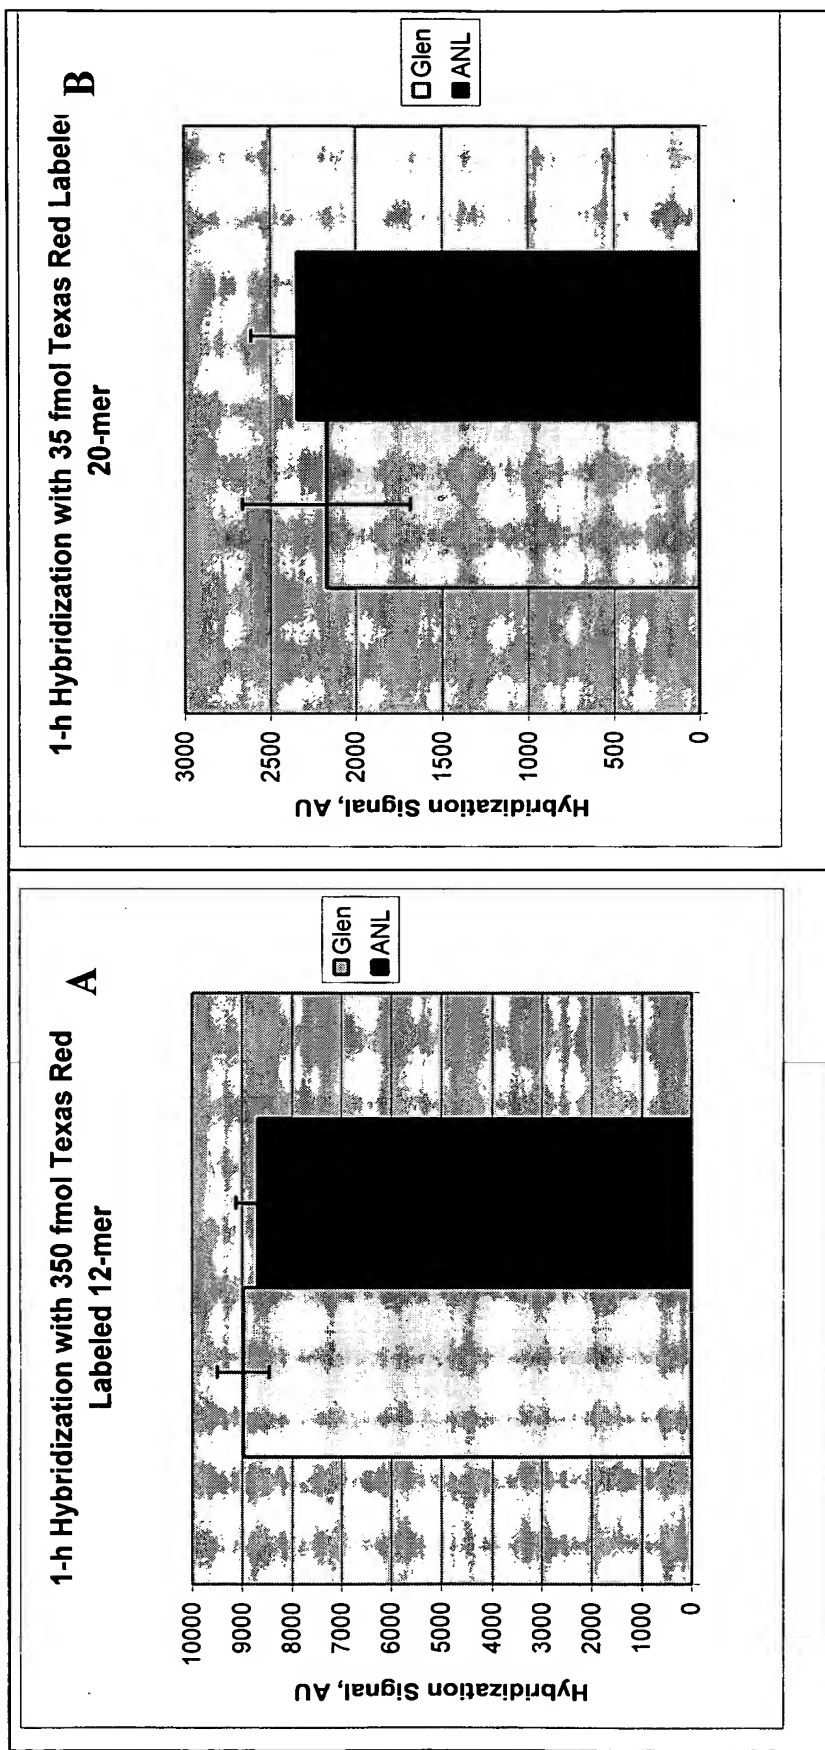 1-h Hybridization with 350 fmol Texas Red
Labeled 12-mer
A
10000
9000
8000
7000
6000
5000
4000
3000
2000
1000
0
Hybridization Signal, AU
Glen
ANL
1-h Hybridization with 35 fmol Texas Red Labele
20-mer
B
3000
2500
2000
1500
1000
500
0
Hybridization Signal, AU
Glen
ANL